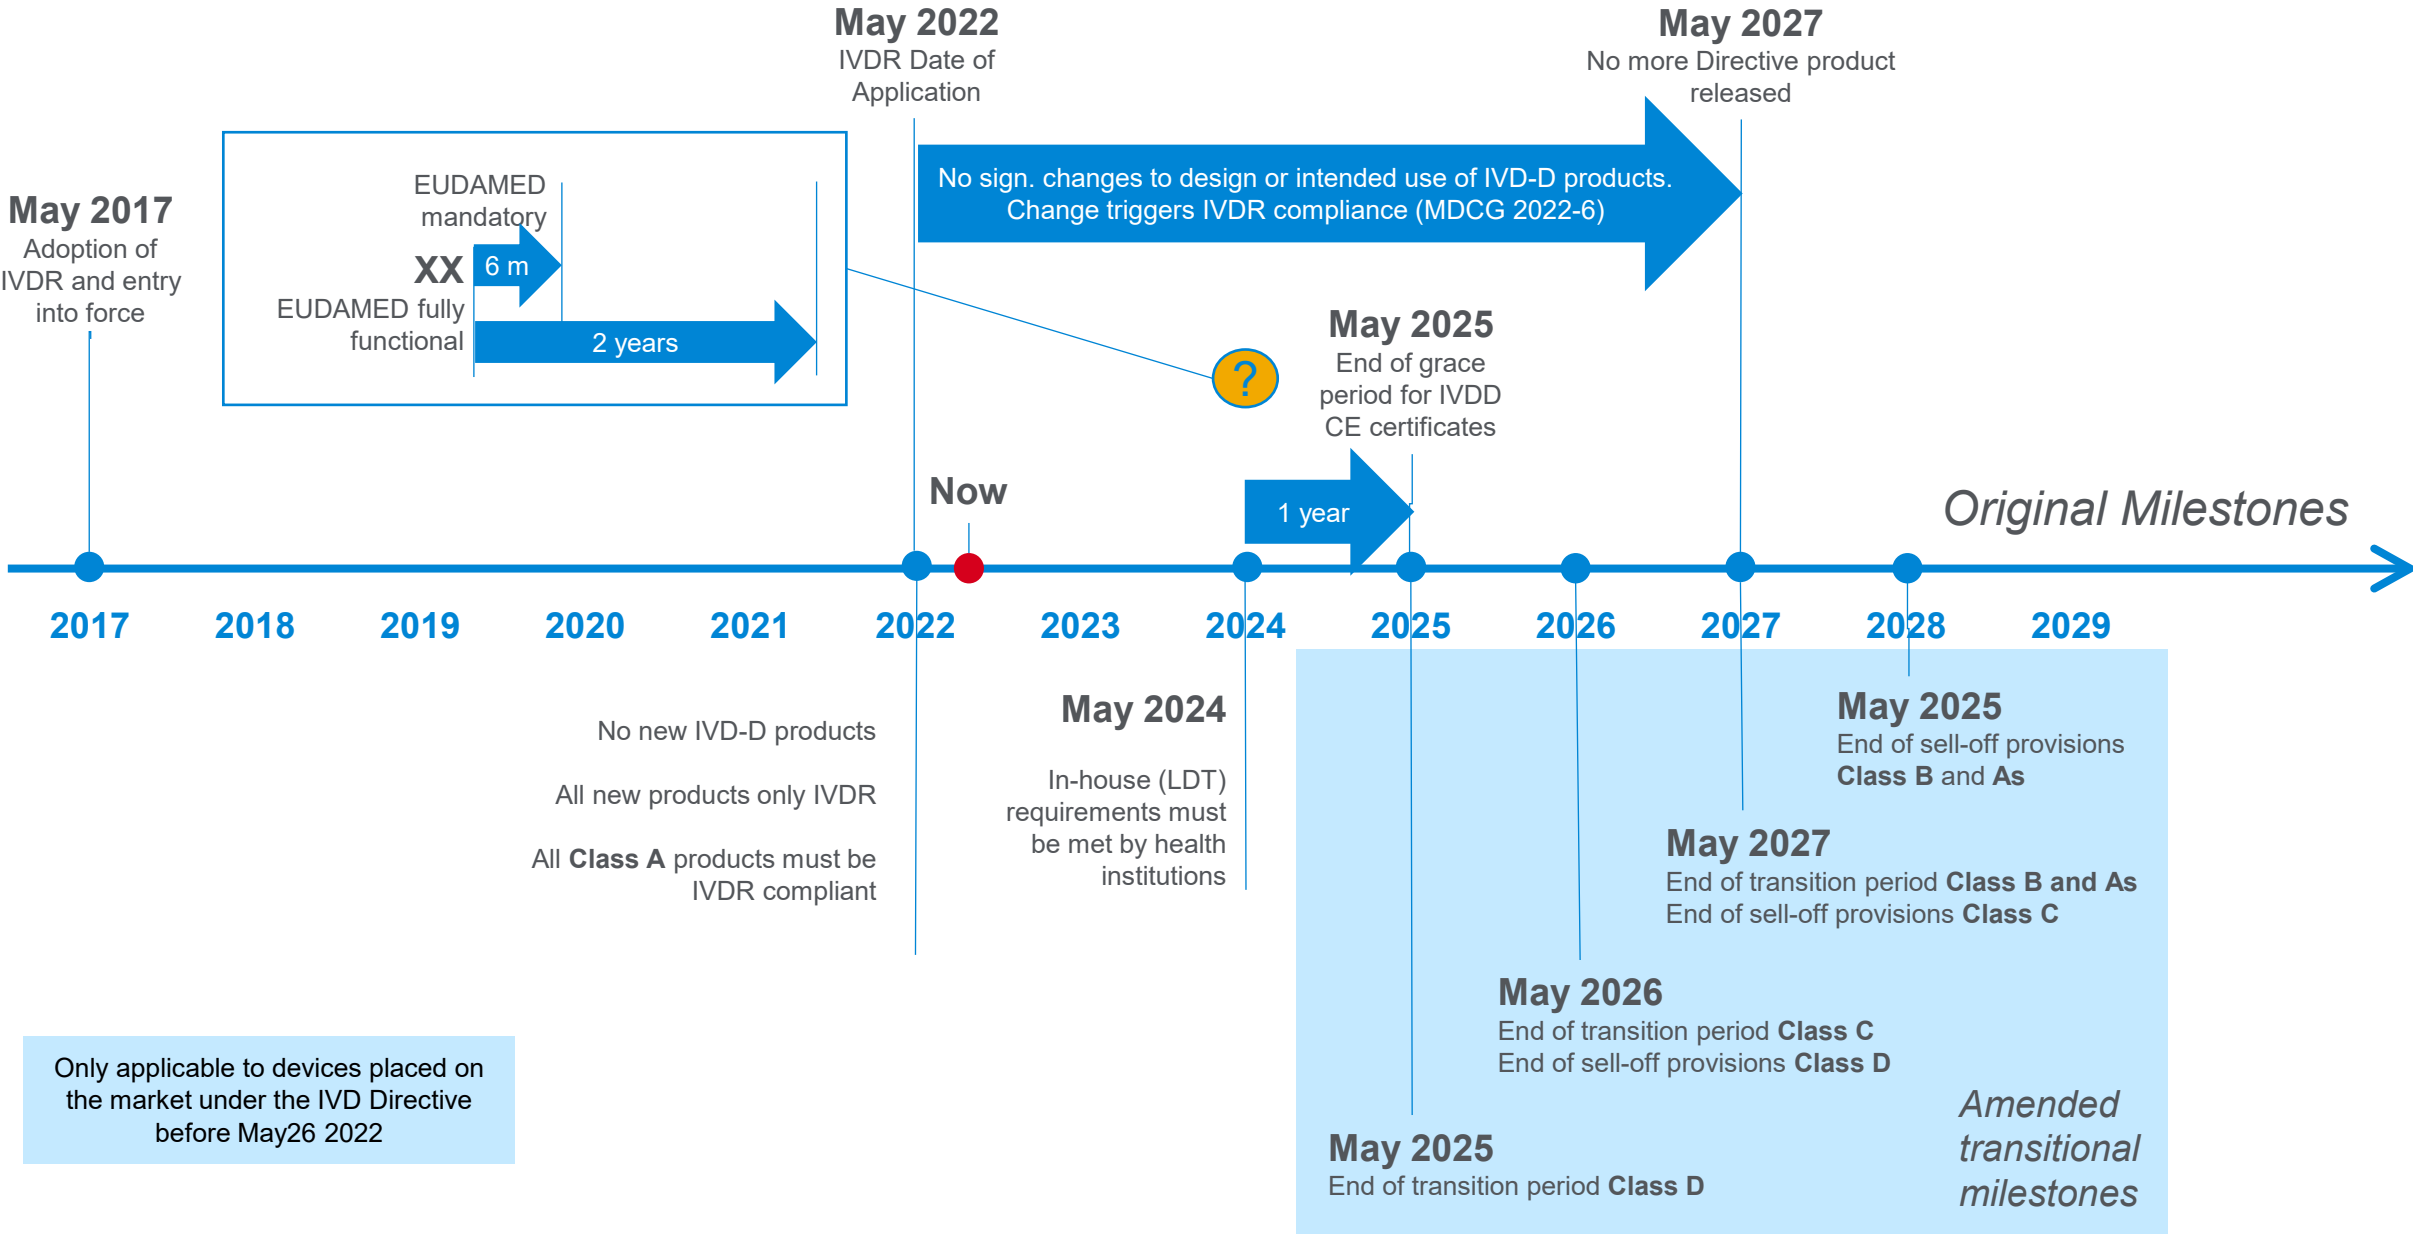 May 2022
IVDR Date of
Application
May 2027
No more Directive product
released
May 2017
Adoption of
IVDR and entry
into force
EUDAMED
mandatory
XX
6 m
EUDAMED fully
functional
2 years
No sign. changes to design or intended use of IVD-D products.
Change triggers IVDR compliance (MDCG 2022-6)
?
May 2025
End of grace
period for IVDD
CE certificates
Now
1 year
Original Milestones
2017 2018 2019 2020 2021 2022 2023 2024 2025 2026 2027 2028 2029
No new IVD-D products
All new products only IVDR
All Class A products must be
IVDR compliant
May 2024
In-house (LDT)
requirements must
be met by health
institutions
May 2025
End of sell-off provisions
Class B and As
May 2027
End of transition period Class B and As
End of sell-off provisions Class C
May 2026
End of transition period Class C
End of sell-off provisions Class D
May 2025
End of transition period Class D
Amended
transitional
milestones
Only applicable to devices placed on
the market under the IVD Directive
before May26 2022